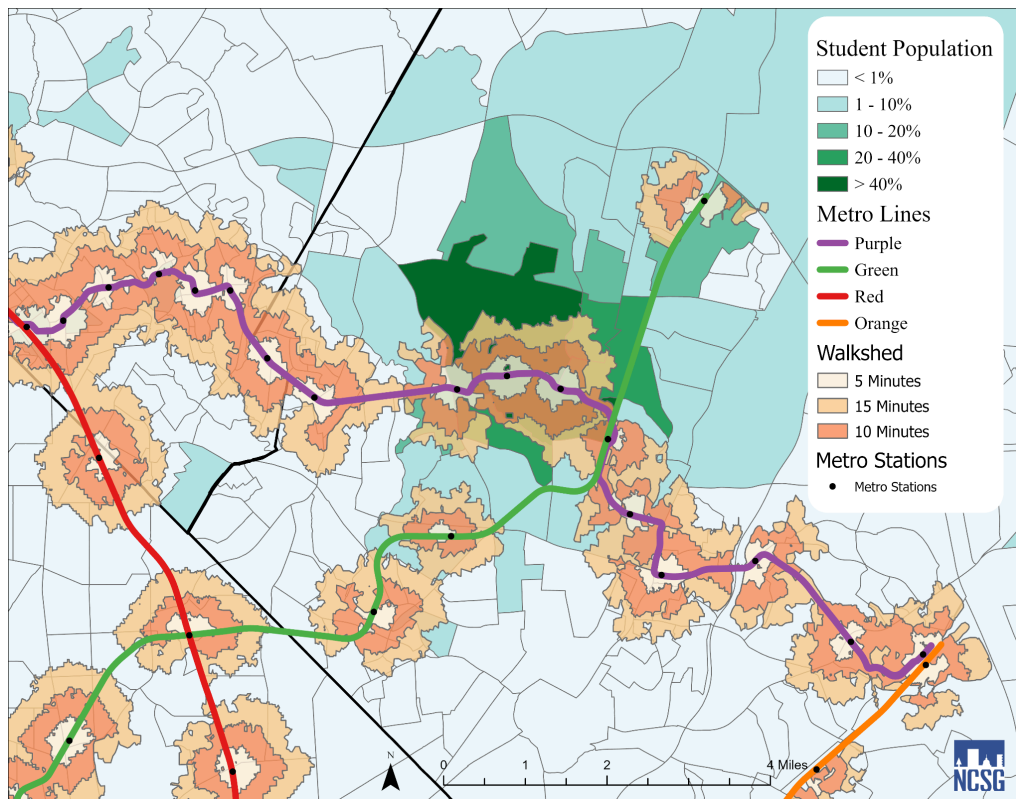 Student Population
< 1%
1 - 10%
10 - 20%
20 - 40%
> 40%
Metro Lines
Purple
Green
Red
Orange
Walkshed
5 Minutes
15 Minutes
10 Minutes
Metro Stations
Metro Stations
N
0 1 2 4 Miles
NCSG